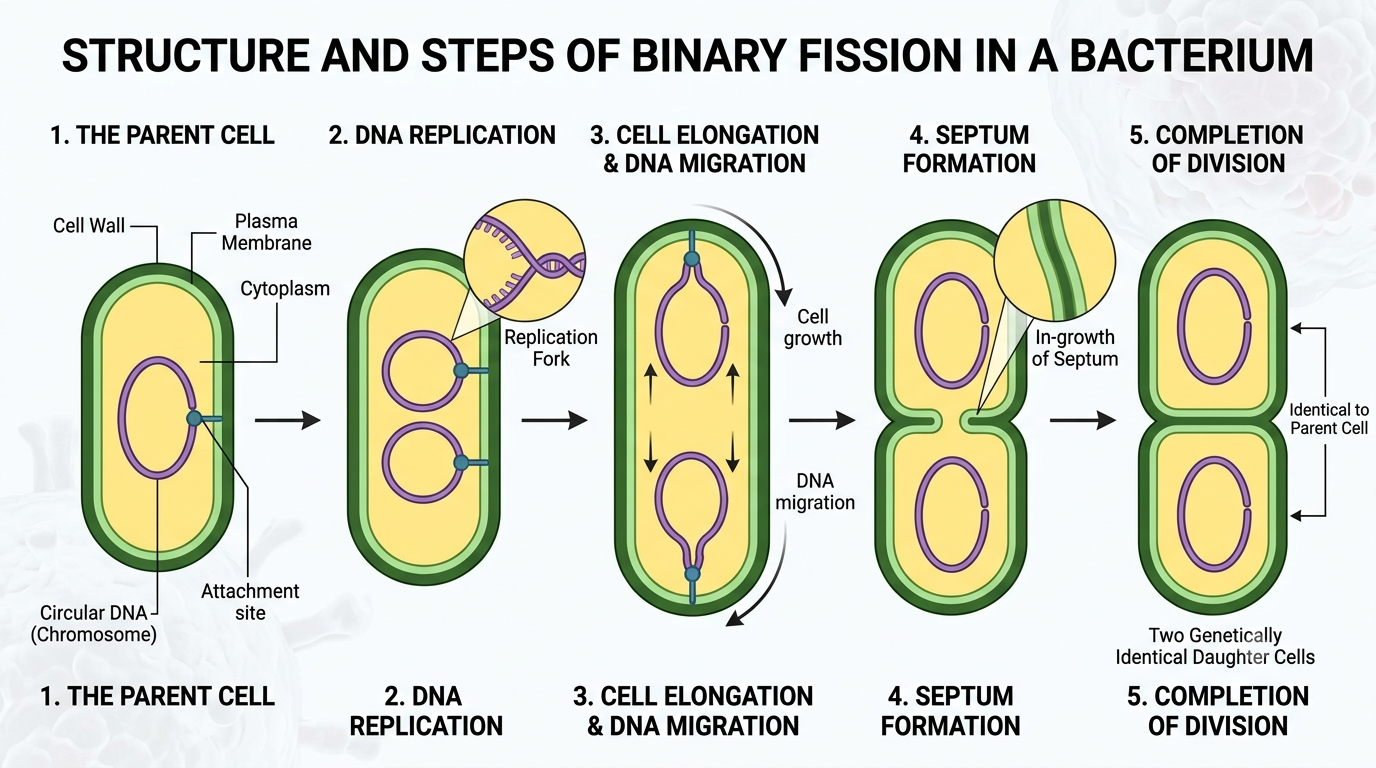 STRUCTURE AND STEPS OF BINARY FISSION IN A BACTERIUM
1. THE PARENT CELL
2. DNA REPLICATION
3. CELL ELONGATION
& DNA MIGRATION
4. SEPTUM
FORMATION
5. COMPLETION
OF DIVISION
Cell Wall
Plasma
Membrane
Cytoplasm
Circular DNA
(Chromosome)
Attachment
site
Replication
Fork
Cell
growth
DNA
migration
In-growth
of Septum
Identical to
Parent Cell
Two Genetically
Identical Daughter Cells
1. THE PARENT CELL
2. DNA
REPLICATION
3. CELL ELONGATION
& DNA MIGRATION
4. SEPTUM
FORMATION
5. COMPLETION
OF DIVISION